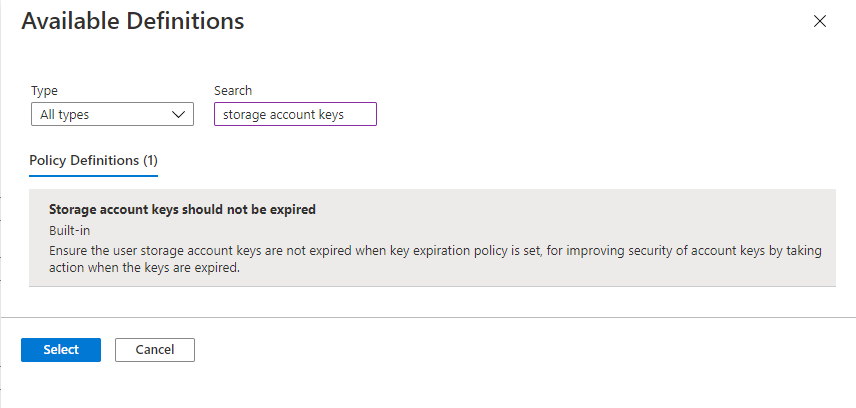 Available Definitions
Type
Search
All types
storage account keys
Policy Definitions (1)
Storage account keys should not be expired
Built-in
Ensure the user storage account keys are not expired when key expiration policy is set, for improving security of account keys by taking
action when the keys are expired.
Select
Cancel